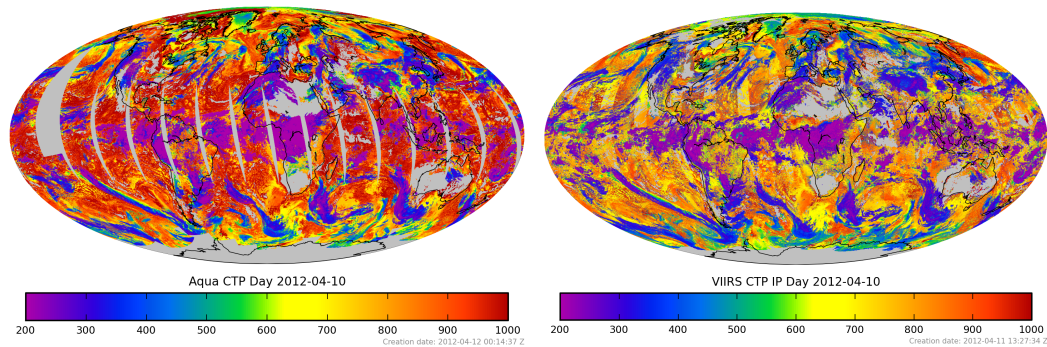 Aqua CTP Day 2012-04-10
200 300 400 500 600 700 800 900 1000
Creation date: 2012-04-12 00:14:37 Z
VIIRS CTP IP Day 2012-04-10
200 300 400 500 600 700 800 900 1000
Creation date: 2012-04-11 13:27:34 Z